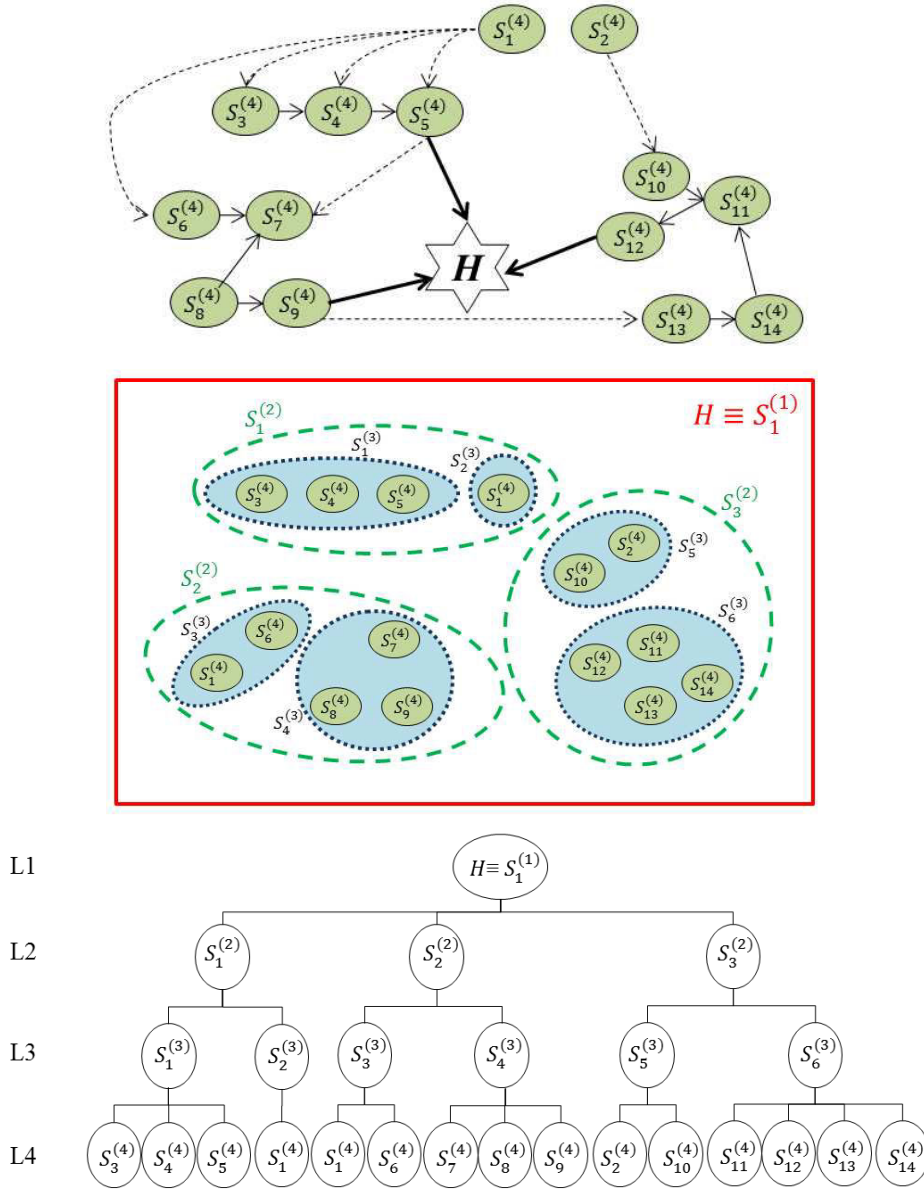 S₁⁽⁴⁾ S₂⁽⁴⁾
S₃⁽⁴⁾ S₄⁽⁴⁾ S₅⁽⁴⁾
S₁₀⁽⁴⁾ S₁₁⁽⁴⁾
S₆⁽⁴⁾ S₇⁽⁴⁾ S₁₂⁽⁴⁾
H
S₈⁽⁴⁾ S₉⁽⁴⁾ S₁₃⁽⁴⁾ S₁₄⁽⁴⁾
H ≡ S₁⁽¹⁾
S₁⁽²⁾
S₁⁽³⁾ S₂⁽³⁾
S₃⁽⁴⁾ S₄⁽⁴⁾ S₅⁽⁴⁾ S₁⁽⁴⁾
S₃⁽²⁾
S₂⁽⁴⁾ S₅⁽³⁾
S₁₀⁽⁴⁾
S₂⁽²⁾
S₃⁽³⁾ S₆⁽⁴⁾ S₇⁽⁴⁾
S₁⁽⁴⁾
S₆⁽³⁾
S₁₁⁽⁴⁾
S₁₂⁽⁴⁾ S₁₄⁽⁴⁾
S₄⁽³⁾ S₈⁽⁴⁾ S₉⁽⁴⁾ S₁₃⁽⁴⁾
L1 H≡ S₁⁽¹⁾
L2 S₁⁽²⁾ S₂⁽²⁾ S₃⁽²⁾
L3 S₁⁽³⁾ S₂⁽³⁾ S₃⁽³⁾ S₄⁽³⁾ S₅⁽³⁾ S₆⁽³⁾
L4 S₃⁽⁴⁾ S₄⁽⁴⁾ S₅⁽⁴⁾ S₁⁽⁴⁾ S₁⁽⁴⁾ S₆⁽⁴⁾ S₇⁽⁴⁾ S₈⁽⁴⁾ S₉⁽⁴⁾ S₂⁽⁴⁾ S₁₀⁽⁴⁾ S₁₁⁽⁴⁾ S₁₂⁽⁴⁾ S₁₃⁽⁴⁾ S₁₄⁽⁴⁾